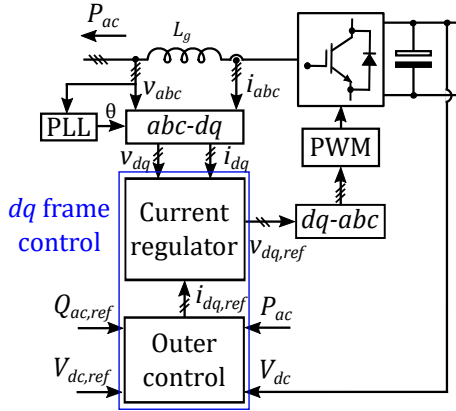 P_ac
L_g
v_abc
i_abc
PLL
θ
abc-dq
PWM
v_dq
i_dq
dq frame
control
Current
regulator
dq-abc
v_dq,ref
i_dq,ref
Q_ac,ref
P_ac
Outer
control
V_dc,ref
V_dc